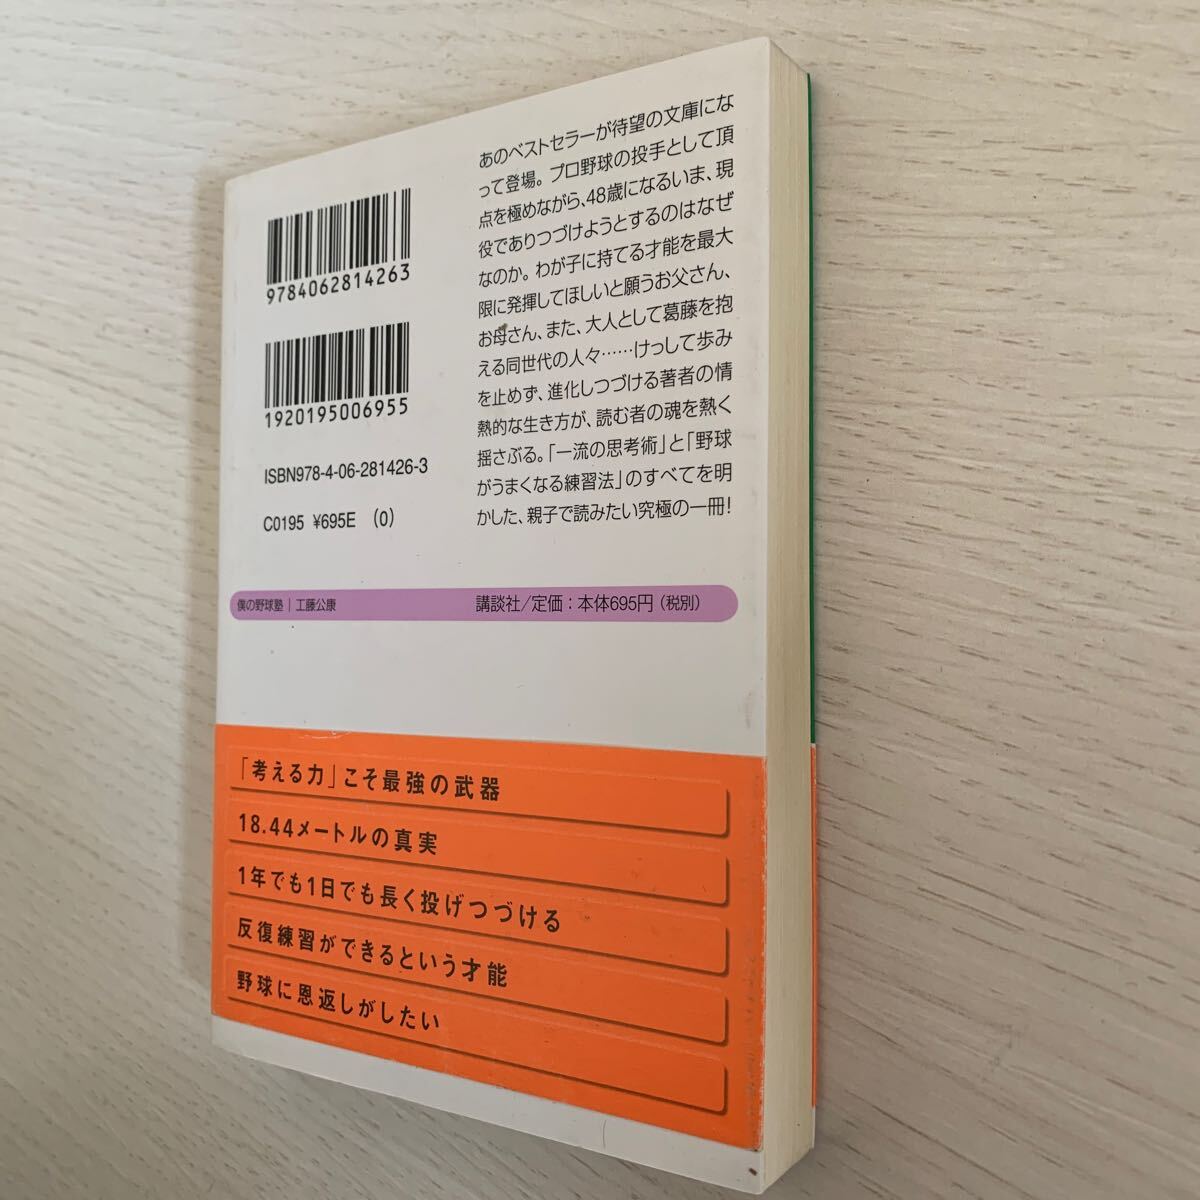 9784062814263
1920195006955
ISBN978-4-06-281426-3
C0195 ¥695E (0)
あのベストセラーが待望の文庫にな
って登場。プロ野球の投手として頂
点を極めながら、48歳になるいま、現
役でありつづけようとするのはなぜ
なのか。わが子に持てる才能を最大
限に発揮してほしいと願うお父さん、
お母さん、また、大人として葛藤を抱
える同世代の人々……けっして歩み
を止めず、進化しつづける著者の情
熱的な生き方が、読む者の魂を熱く
揺さぶる。「一流の思考術」と「野球
がうまくなる練習法」のすべてを明
かした、親子で読みたい究極の一冊!
僕の野球塾|工藤公康
講談社/定価:本体695円(税別)
「考える力」こそ最強の武器
18.44メートルの真実
1年でも1日でも長く投げつづける
反復練習ができるという才能
野球に恩返しがしたい